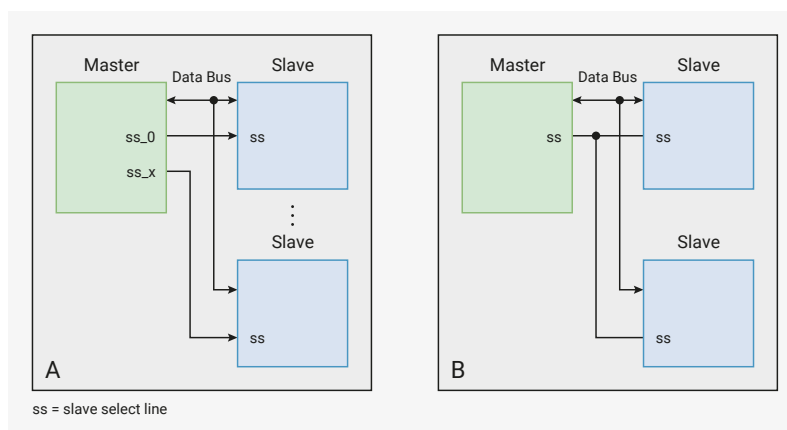 Master
Data Bus
Slave
ss_0
ss
ss_x
Slave
ss
A
Master
Data Bus
Slave
ss
ss
Slave
ss
B
ss = slave select line